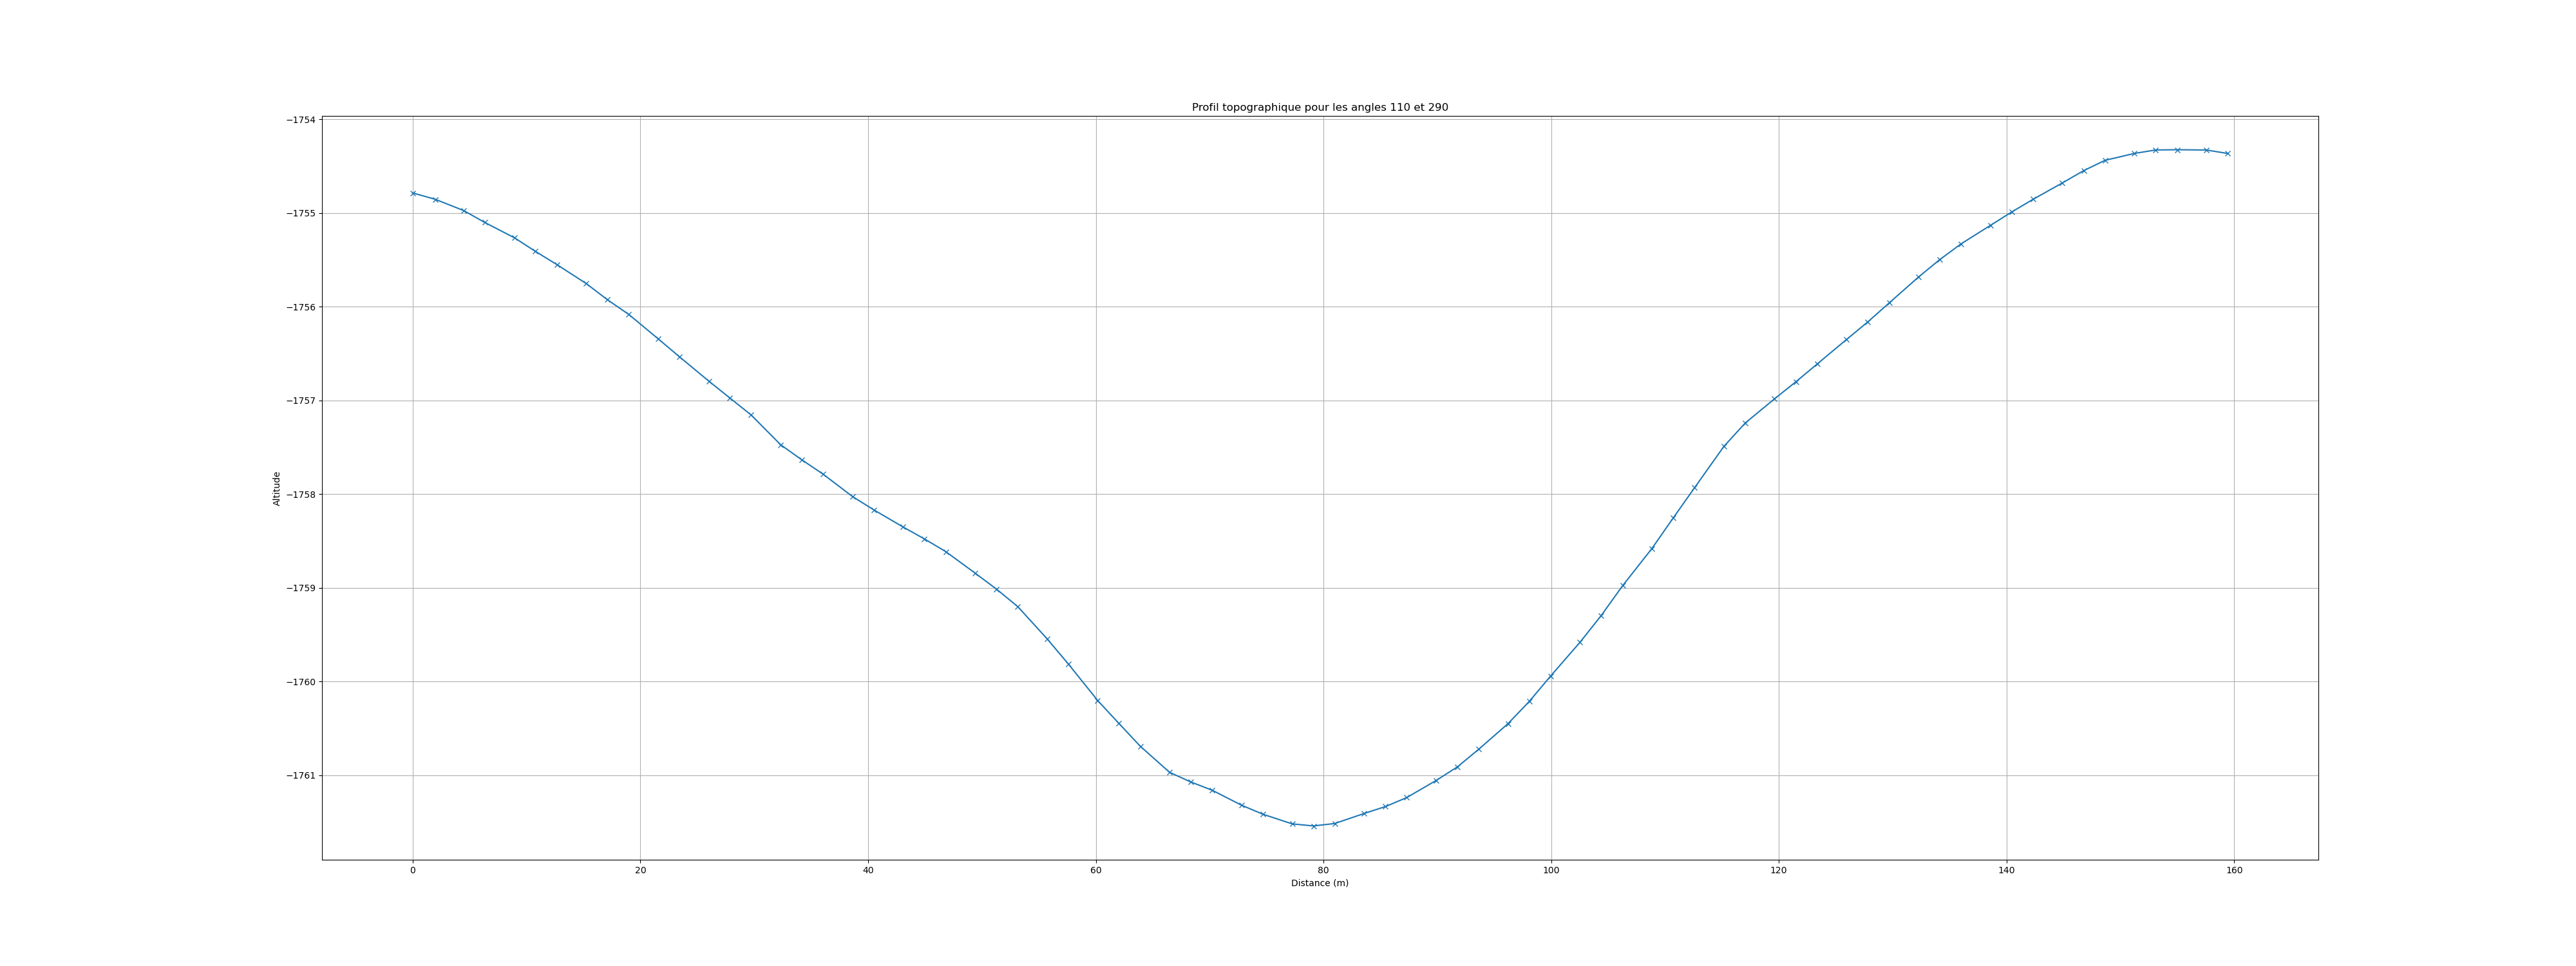 Profil topographique pour les angles 110 et 290
−1754
−1755
−1756
−1757
−1758
−1759
−1760
−1761
Altitude
0 20 40 60 80 100 120 140 160
Distance (m)